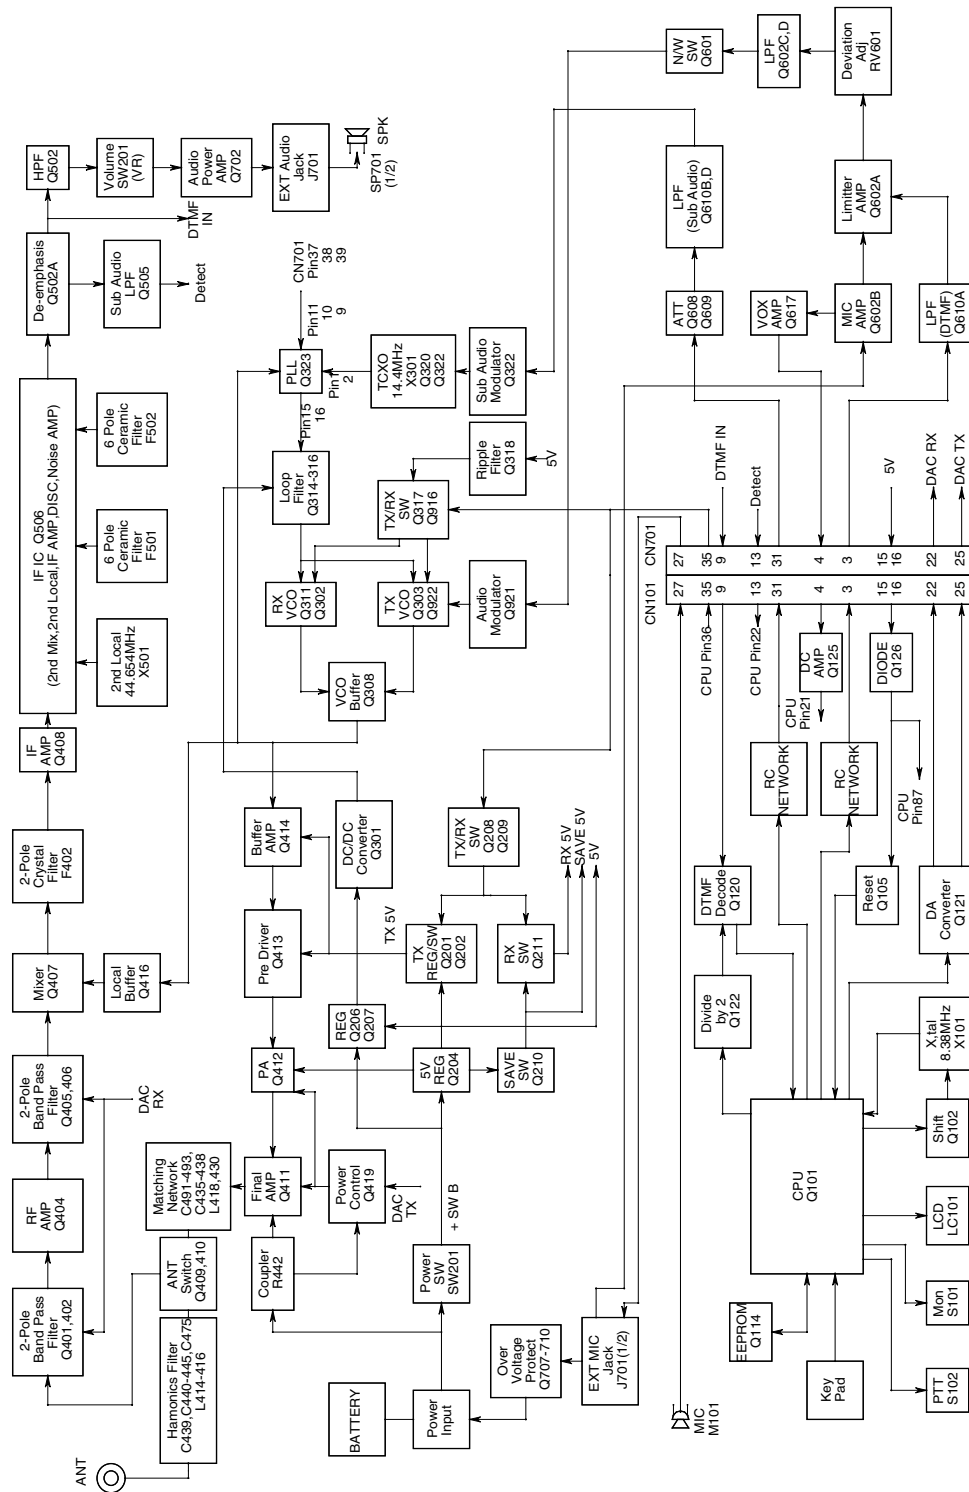 ANT
Hamonics Filter
C439,C440-445,C475
L414-416
ANT
Switch
Q409,410
Matching
Network
C491-493,
C435-438
L418,430
2-Pole
Band Pass
Filter
Q401,402
RF
AMP
Q404
2-Pole
Band Pass
Filter
Q405,406
DAC
RX
Mixer
Q407
Local
Buffer
Q416
2-Pole
Crystal
Filter
F402
IF
AMP
Q408
IF IC Q506
(2nd Mix,2nd Local,IF AMP,DISC,Noise AMP)
2nd Local
44.654MHz
X501
6 Pole
Ceramic
Filter
F501
6 Pole
Ceramic
Filter
F502
De-emphasis
Q502A
Sub Audio
LPF
Q505
Detect
DTMF
IN
HPF
Q502
Volume
SW201
(VR)
Audio
Power
AMP
Q702
EXT Audio
Jack
J701
SP701
(1/2)
SPK
Coupler
R442
Final
AMP
Q411
Power
Control
Q419
DAC
TX
PA
Q412
Pre Driver
Q413
Buffer
AMP
Q414
TX 5V
DC/DC
Converter
Q301
REG
Q206
Q207
VCO
Buffer
Q308
RX
VCO
Q311
Q302
TX
VCO
Q303
Q922
Audio
Modulator
Q921
Loop
Filter
Q314-316
TX/RX
SW
Q317
Q916
Ripple
Filter
Q318
5V
Pin15
16
PLL
Q323
Pin11
10
9
CN701
Pin37
38
39
Pin1
2
TCXO
14.4MHz
X301
Q320
Q322
Sub Audio
Modulator
Q322
BATTERY
Power
Input
Over
Voltage
Protect
Q707-710
EXT MIC
Jack
J701(1/2)
Power
SW
SW201
+ SW B
5V
REG
Q204
SAVE
SW
Q210
TX
REG/SW
Q201
Q202
RX
SW
Q211
TX/RX
SW
Q208
Q209
RX 5V
SAVE 5V
5V
N/W
SW
Q601
LPF
Q602C,D
Deviation
Adj
RV601
LPF
(Sub Audio)
Q610B,D
Limitter
AMP
Q602A
ATT
Q608
Q609
VOX
AMP
Q617
MIC
AMP
Q602B
LPF
(DTMF)
Q610A
MIC
M101
CN101
CN701
27
35
9
13
31
4
3
15
16
22
25
27
35
9
13
31
4
3
15
16
22
25
DTMF IN
Detect
5V
DAC RX
DAC TX
CPU Pin36
CPU Pin22
DC
AMP
Q125
CPU
Pin21
DIODE
Q126
CPU
Pin87
RC
NETWORK
RC
NETWORK
DTMF
Decode
Q120
Divide
by 2
Q122
Reset
Q105
DA
Converter
Q121
X,tal
8.38MHz
X101
CPU
Q101
Shift
Q102
LCD
LC101
Mon
S101
PTT
S102
EEPROM
Q114
Key
Pad